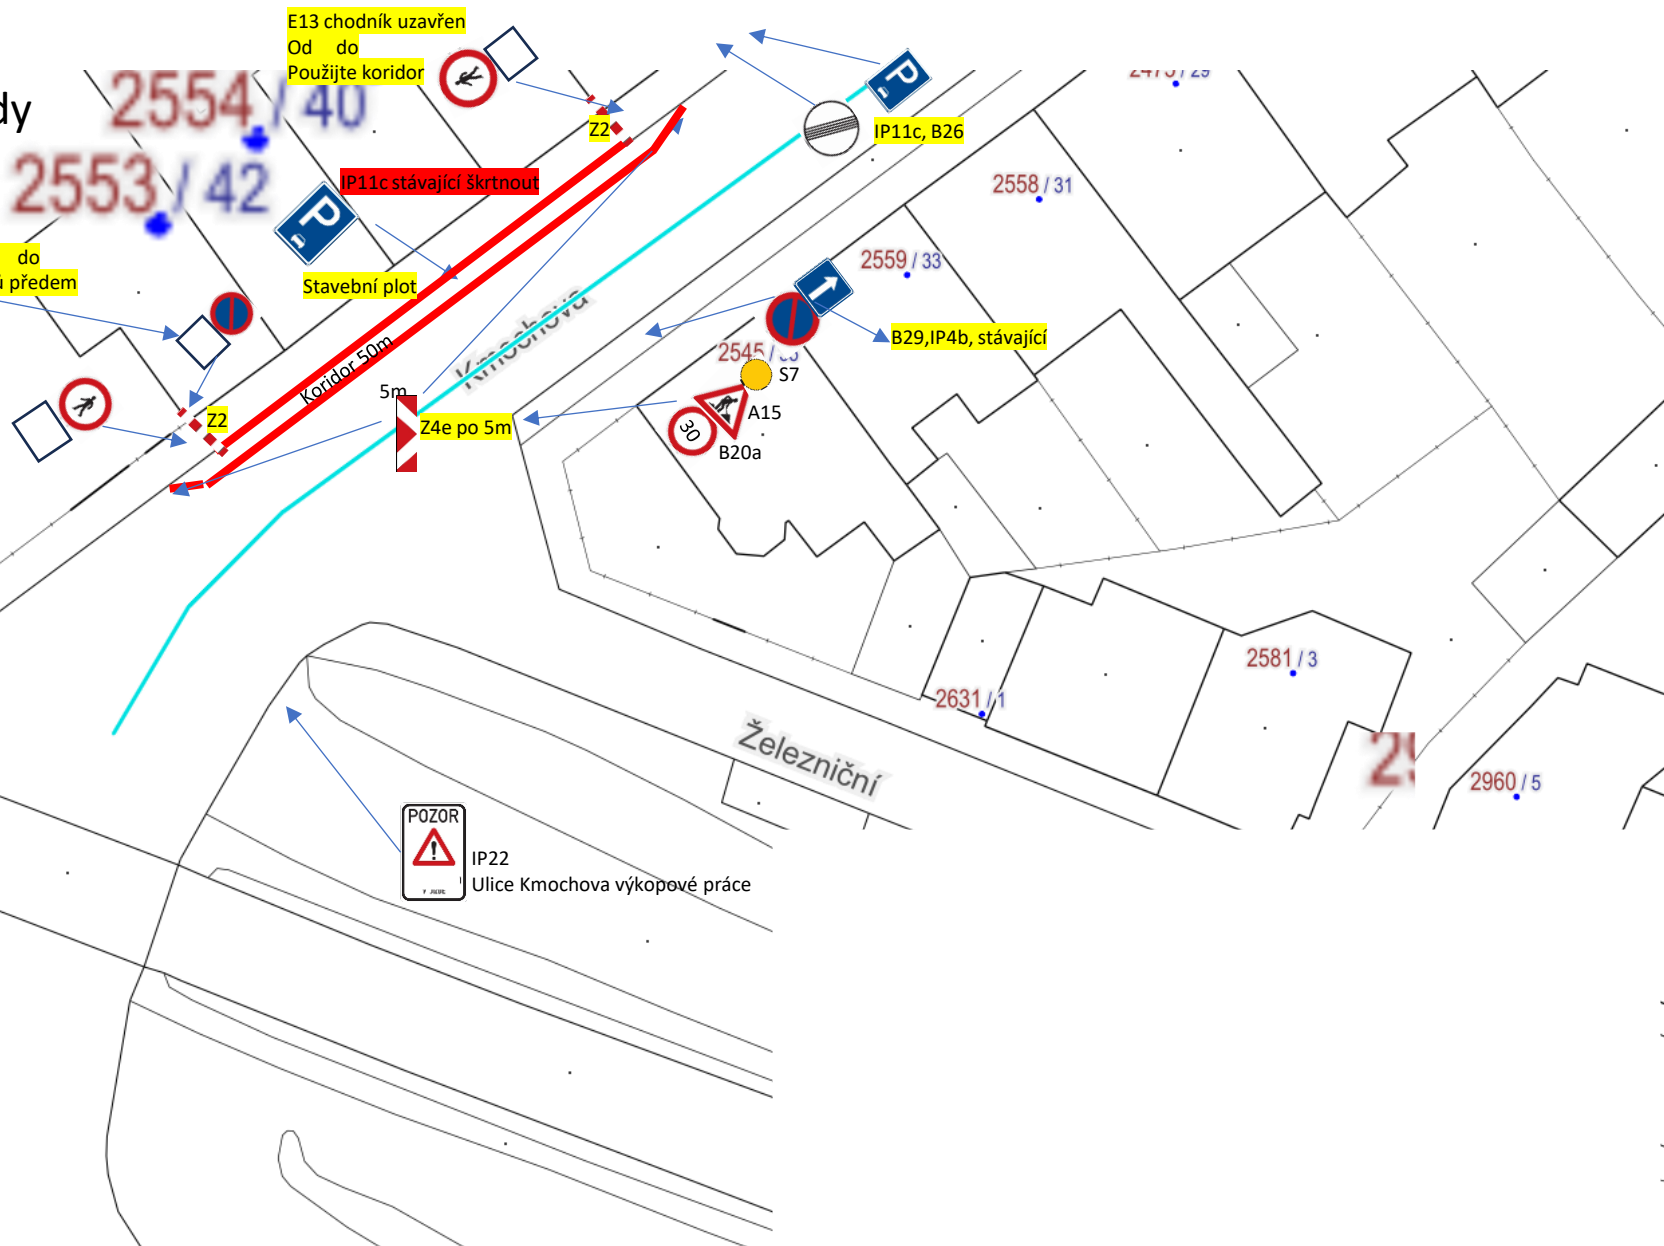 E13 chodník uzavřen
Od do
Použijte koridor
dy
2554 / 40
2553 / 42
Z2
IP11c, B26
IP11c stávající škrtnout
P
P
do
předem
Stavební plot
2558 / 31
2559 / 33
B29,IP4b, stávající
Kmochova
Koridor 50m
2545 /
S7
5m
Z2
Z4e po 5m
A15
30
B20a
2581 / 3
2631 / 1
Železniční
2960 / 5
POZOR
IP22
Ulice Kmochova výkopové práce